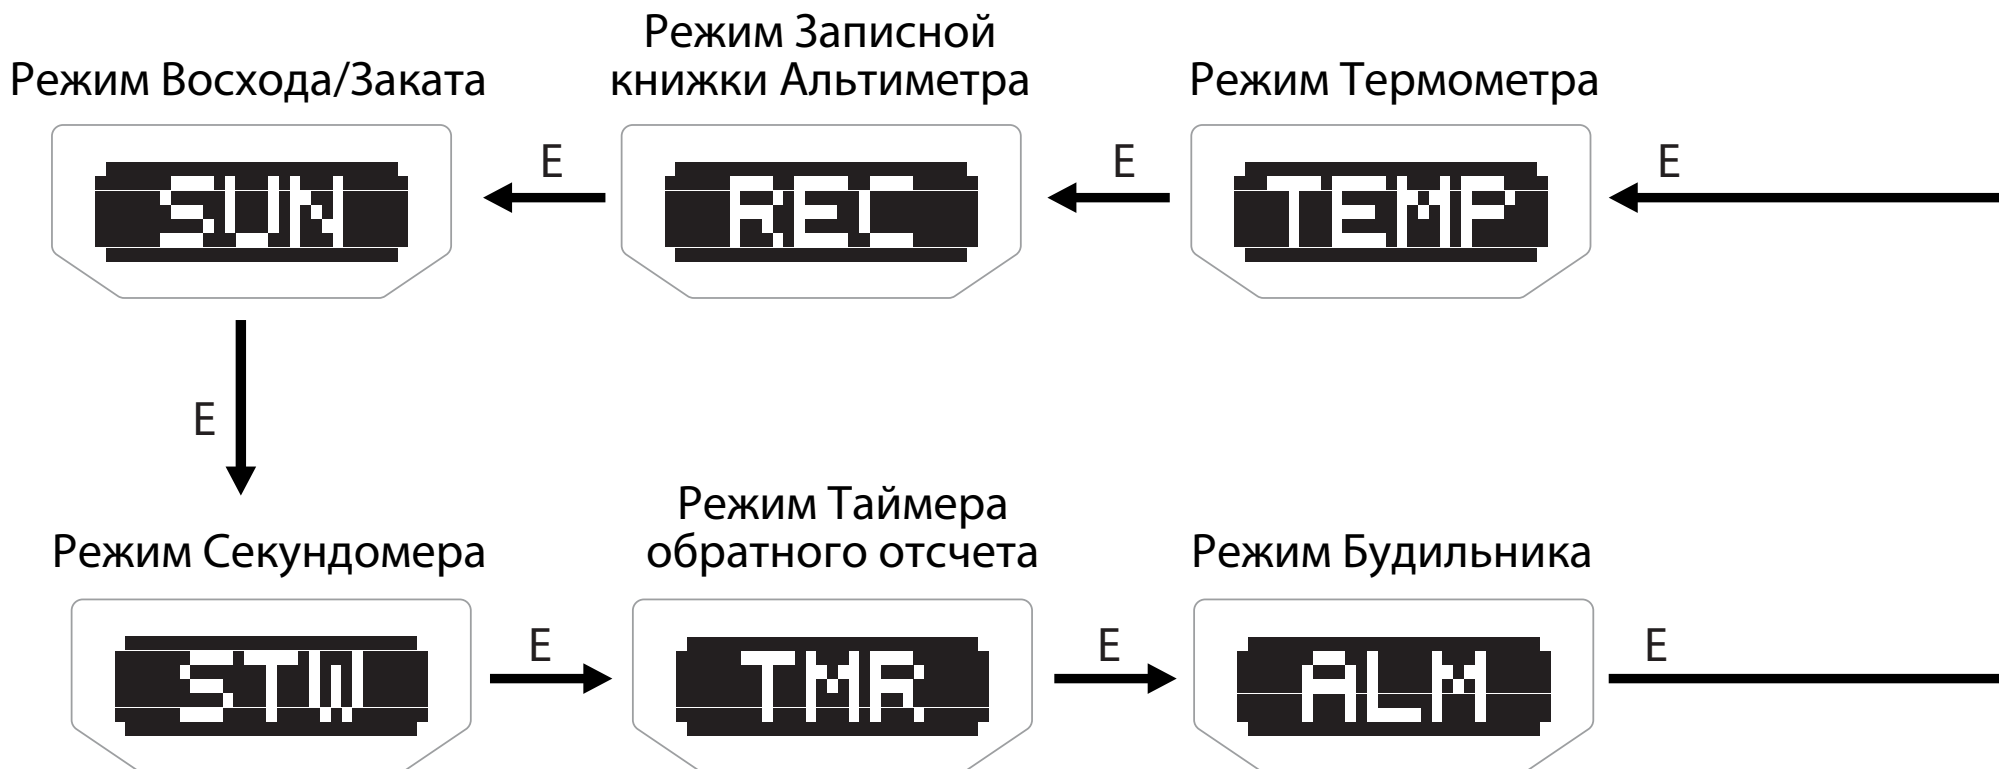 Режим Восхода/Заката
Режим Записной
книжки Альтиметра
Режим Термометра
SUN
E
REC
E
TEMP
E
E
Режим Секундомера
Режим Таймера
обратного отсчета
Режим Будильника
STW
E
TMR
E
ALM
E